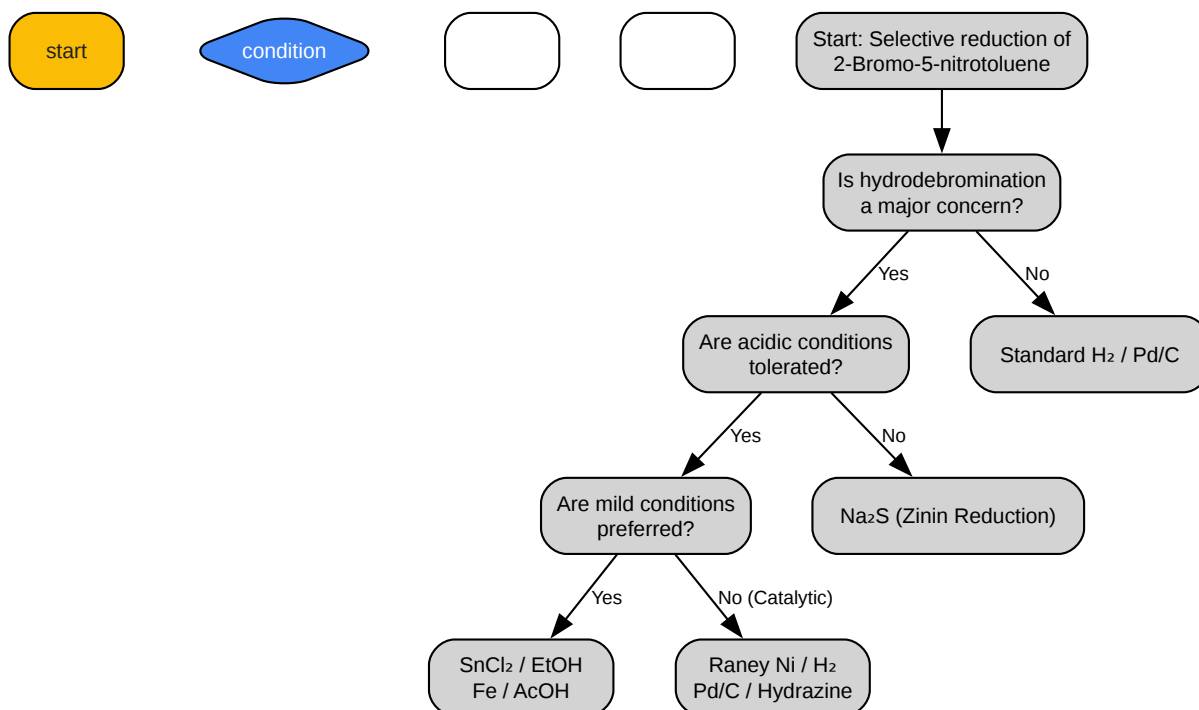 start
condition
Start: Selective reduction of
2-Bromo-5-nitrotoluene
Is hydrodebromination
a major concern?
Yes
No
Are acidic conditions
tolerated?
Standard H₂ / Pd/C
Yes
No
Are mild conditions
preferred?
Na₂S (Zinin Reduction)
Yes
No (Catalytic)
SnCl₂ / EtOH
Fe / AcOH
Raney Ni / H₂
Pd/C / Hydrazine